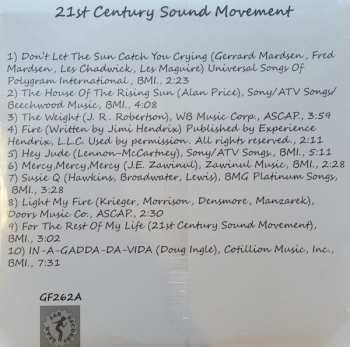 21st Century Sound Movement
1) Don't Let The Sun Catch You Crying (Gerrard Mardsen, Fred
Mardsen, Les Chadwick, Les Maguire) Universal Songs Of
Polygram International, BMI., 2:23
2) The House Of The Rising Sun (Alan Price), Sony/ATV Songs/
Beechwood Music, BMI., 4:08
3) The Weight (J. R. Robertson), WB Music Corp., ASCAP., 3:59
4) Fire (Written by Jimi Hendrix) Published by Experience
Hendrix, L.L.C. Used by permission. All rights reserved., 2:11
5) Hey Jude (Lennon-McCartney), Sony/ATV Songs., BMI., 5:11
6) Mercy,Mercy,Mercy (J.E. Zawinul), Zawinul Music, BMI., 2:28
7) Susie Q (Hawkins, Broadwater, Lewis), BMG Platinum Songs,
BMI., 3:28
8) Light My Fire (Krieger, Morrison, Densmore, Manzarek),
Doors Music Co., ASCAP., 2:30
9) For The Rest Of My Life (21st Century Sound Movement),
BMI., 3:02
10) IN-A-GADDA-DA-VIDA (Doug Ingle), Cotillion Music, Inc.,
BMI., 7:31
GF262A